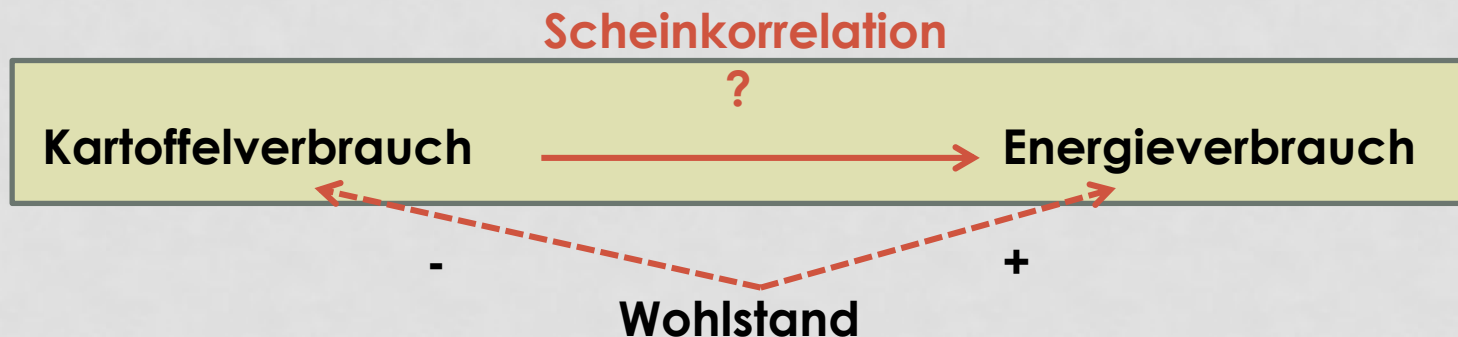 Scheinkorrelation
?
Kartoffelverbrauch Energieverbrauch
- +
Wohlstand